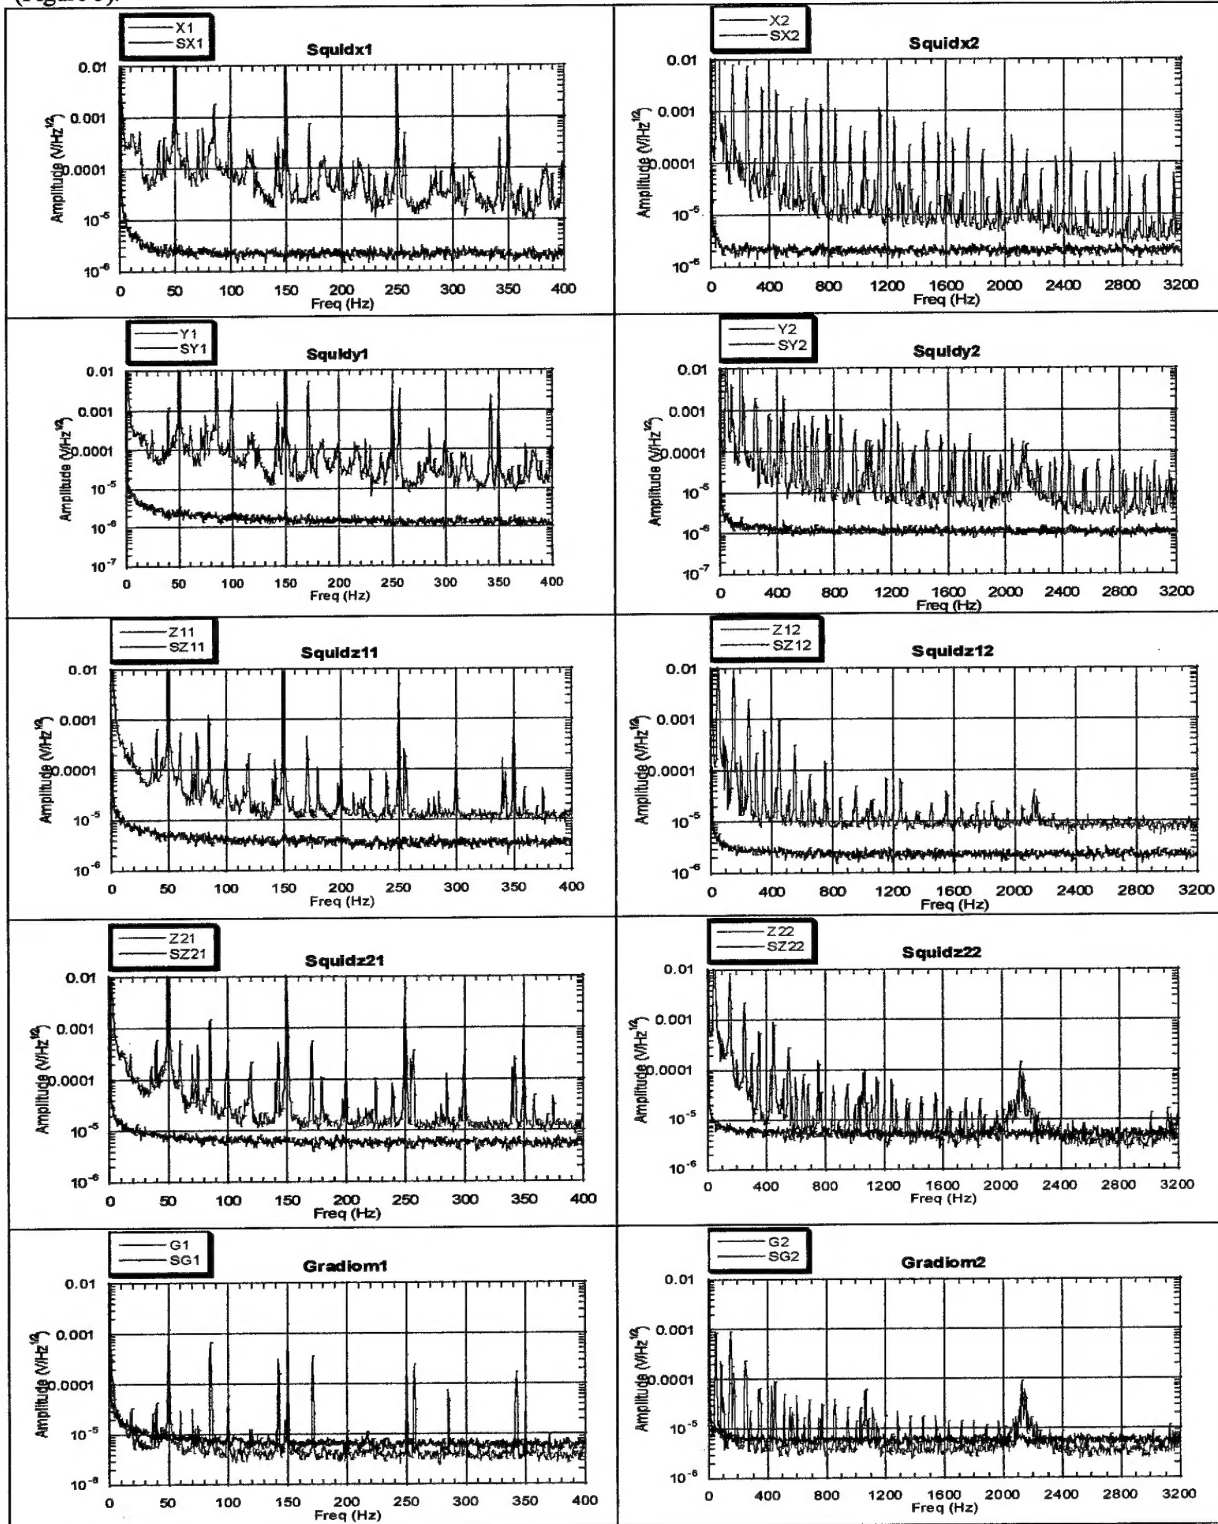 (Figure 5).
X1
SX1
Squidx1
Amplitude (V/Hz^1/2)
0.01
0.001
0.0001
10^-5
10^-6
0 50 100 150 200 250 300 350 400
Freq (Hz)
X2
SX2
Squidx2
Amplitude (V/Hz^1/2)
0.01
0.001
0.0001
10^-5
10^-6
0 400 800 1200 1600 2000 2400 2800 3200
Freq (Hz)
Y1
SY1
Squidy1
Amplitude (V/Hz^1/2)
0.01
0.001
0.0001
10^-5
10^-6
10^-7
0 50 100 150 200 250 300 350 400
Freq (Hz)
Y2
SY2
Squidy2
Amplitude (V/Hz^1/2)
0.01
0.001
0.0001
10^-5
10^-6
10^-7
0 400 800 1200 1600 2000 2400 2800 3200
Freq (Hz)
Z11
SZ11
Squidz11
Amplitude (V/Hz^1/2)
0.01
0.001
0.0001
10^-5
10^-6
0 50 100 150 200 250 300 350 400
Freq (Hz)
Z12
SZ12
Squidz12
Amplitude (V/Hz^1/2)
0.01
0.001
0.0001
10^-5
10^-6
0 400 800 1200 1600 2000 2400 2800 3200
Freq (Hz)
Z21
SZ21
Squidz21
Amplitude (V/Hz^1/2)
0.01
0.001
0.0001
10^-5
10^-6
0 50 100 150 200 250 300 350 400
Freq (Hz)
Z22
SZ22
Squidz22
Amplitude (V/Hz^1/2)
0.01
0.001
0.0001
10^-5
10^-6
0 400 800 1200 1600 2000 2400 2800 3200
Freq (Hz)
G1
SG1
Gradiom1
Amplitude (V/Hz^1/2)
0.01
0.001
0.0001
10^-5
10^-6
0 50 100 150 200 250 300 350 400
Freq (Hz)
G2
SG2
Gradiom2
Amplitude (V/Hz^1/2)
0.01
0.001
0.0001
10^-5
10^-6
0 400 800 1200 1600 2000 2400 2800 3200
Freq (Hz)